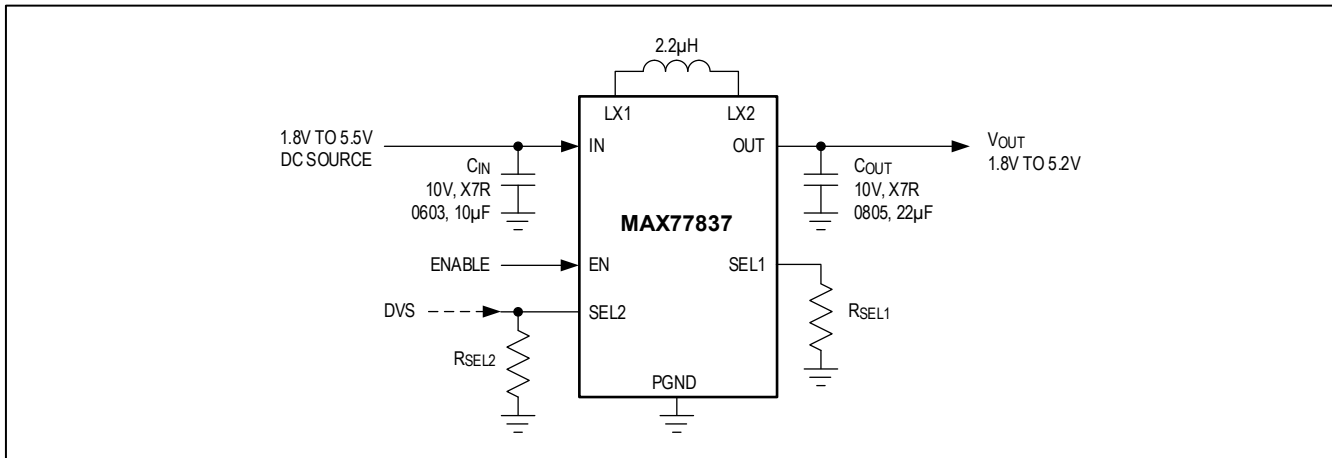 2.2µH
LX1
LX2
1.8V TO 5.5V
DC SOURCE
IN
OUT
VOUT
1.8V TO 5.2V
CIN
10V, X7R
0603, 10µF
COUT
10V, X7R
0805, 22µF
MAX77837
ENABLE
EN
SEL1
DVS
SEL2
RSEL1
RSEL2
PGND